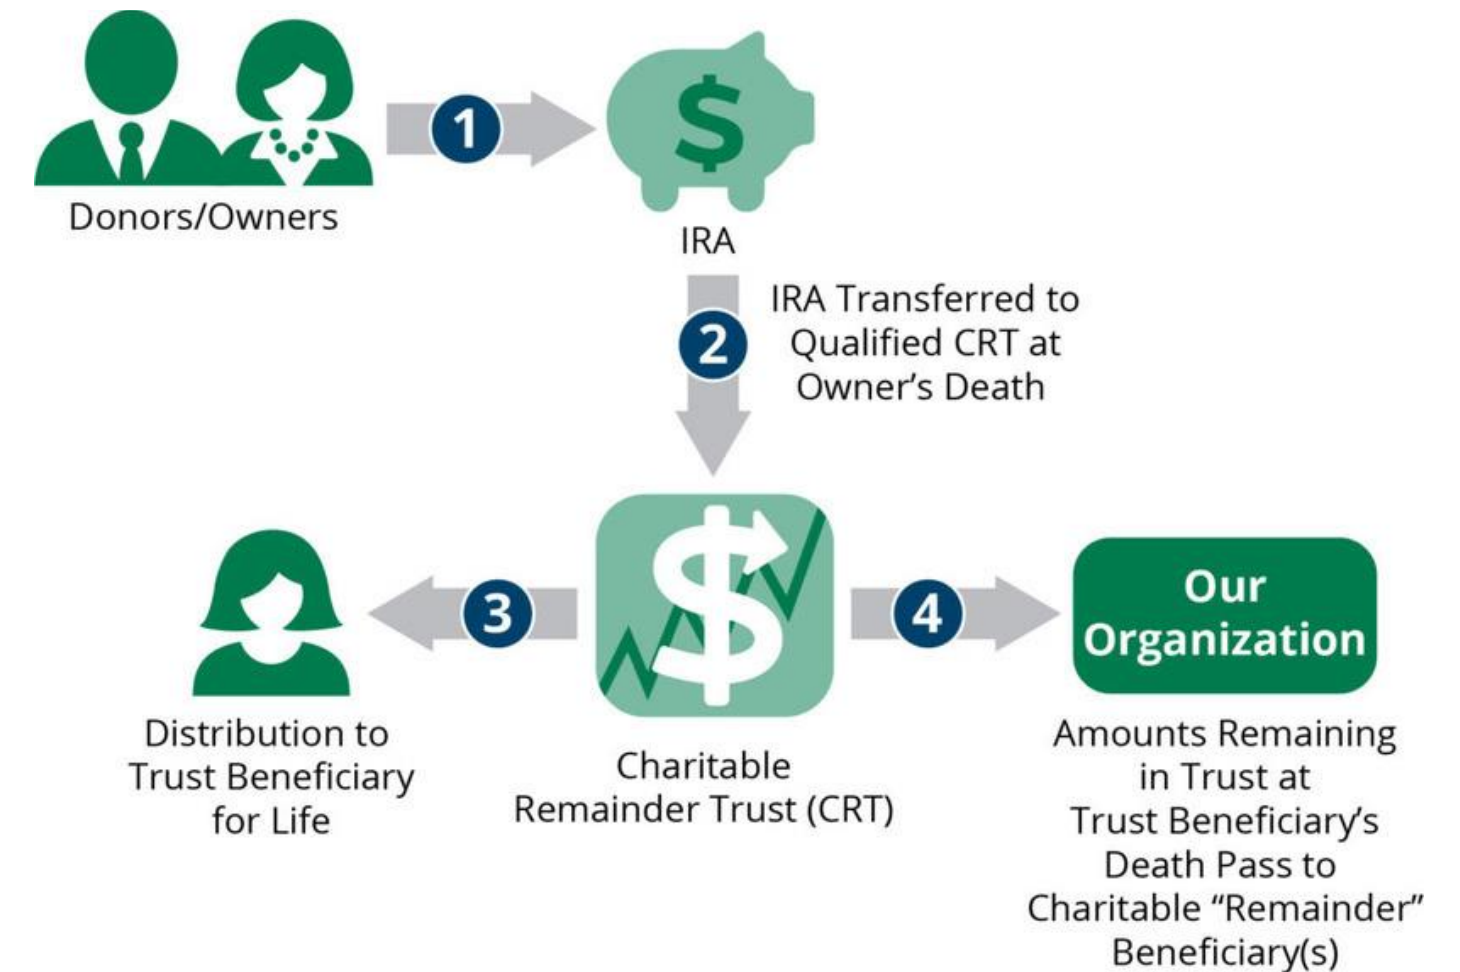 1
$
Donors/Owners
IRA
2
IRA Transferred to
Qualified CRT at
Owner’s Death
3
$
4
Our
Organization
Distribution to
Trust Beneficiary
for Life
Charitable
Remainder Trust (CRT)
Amounts Remaining
in Trust at
Trust Beneficiary’s
Death Pass to
Charitable “Remainder”
Beneficiary(s)